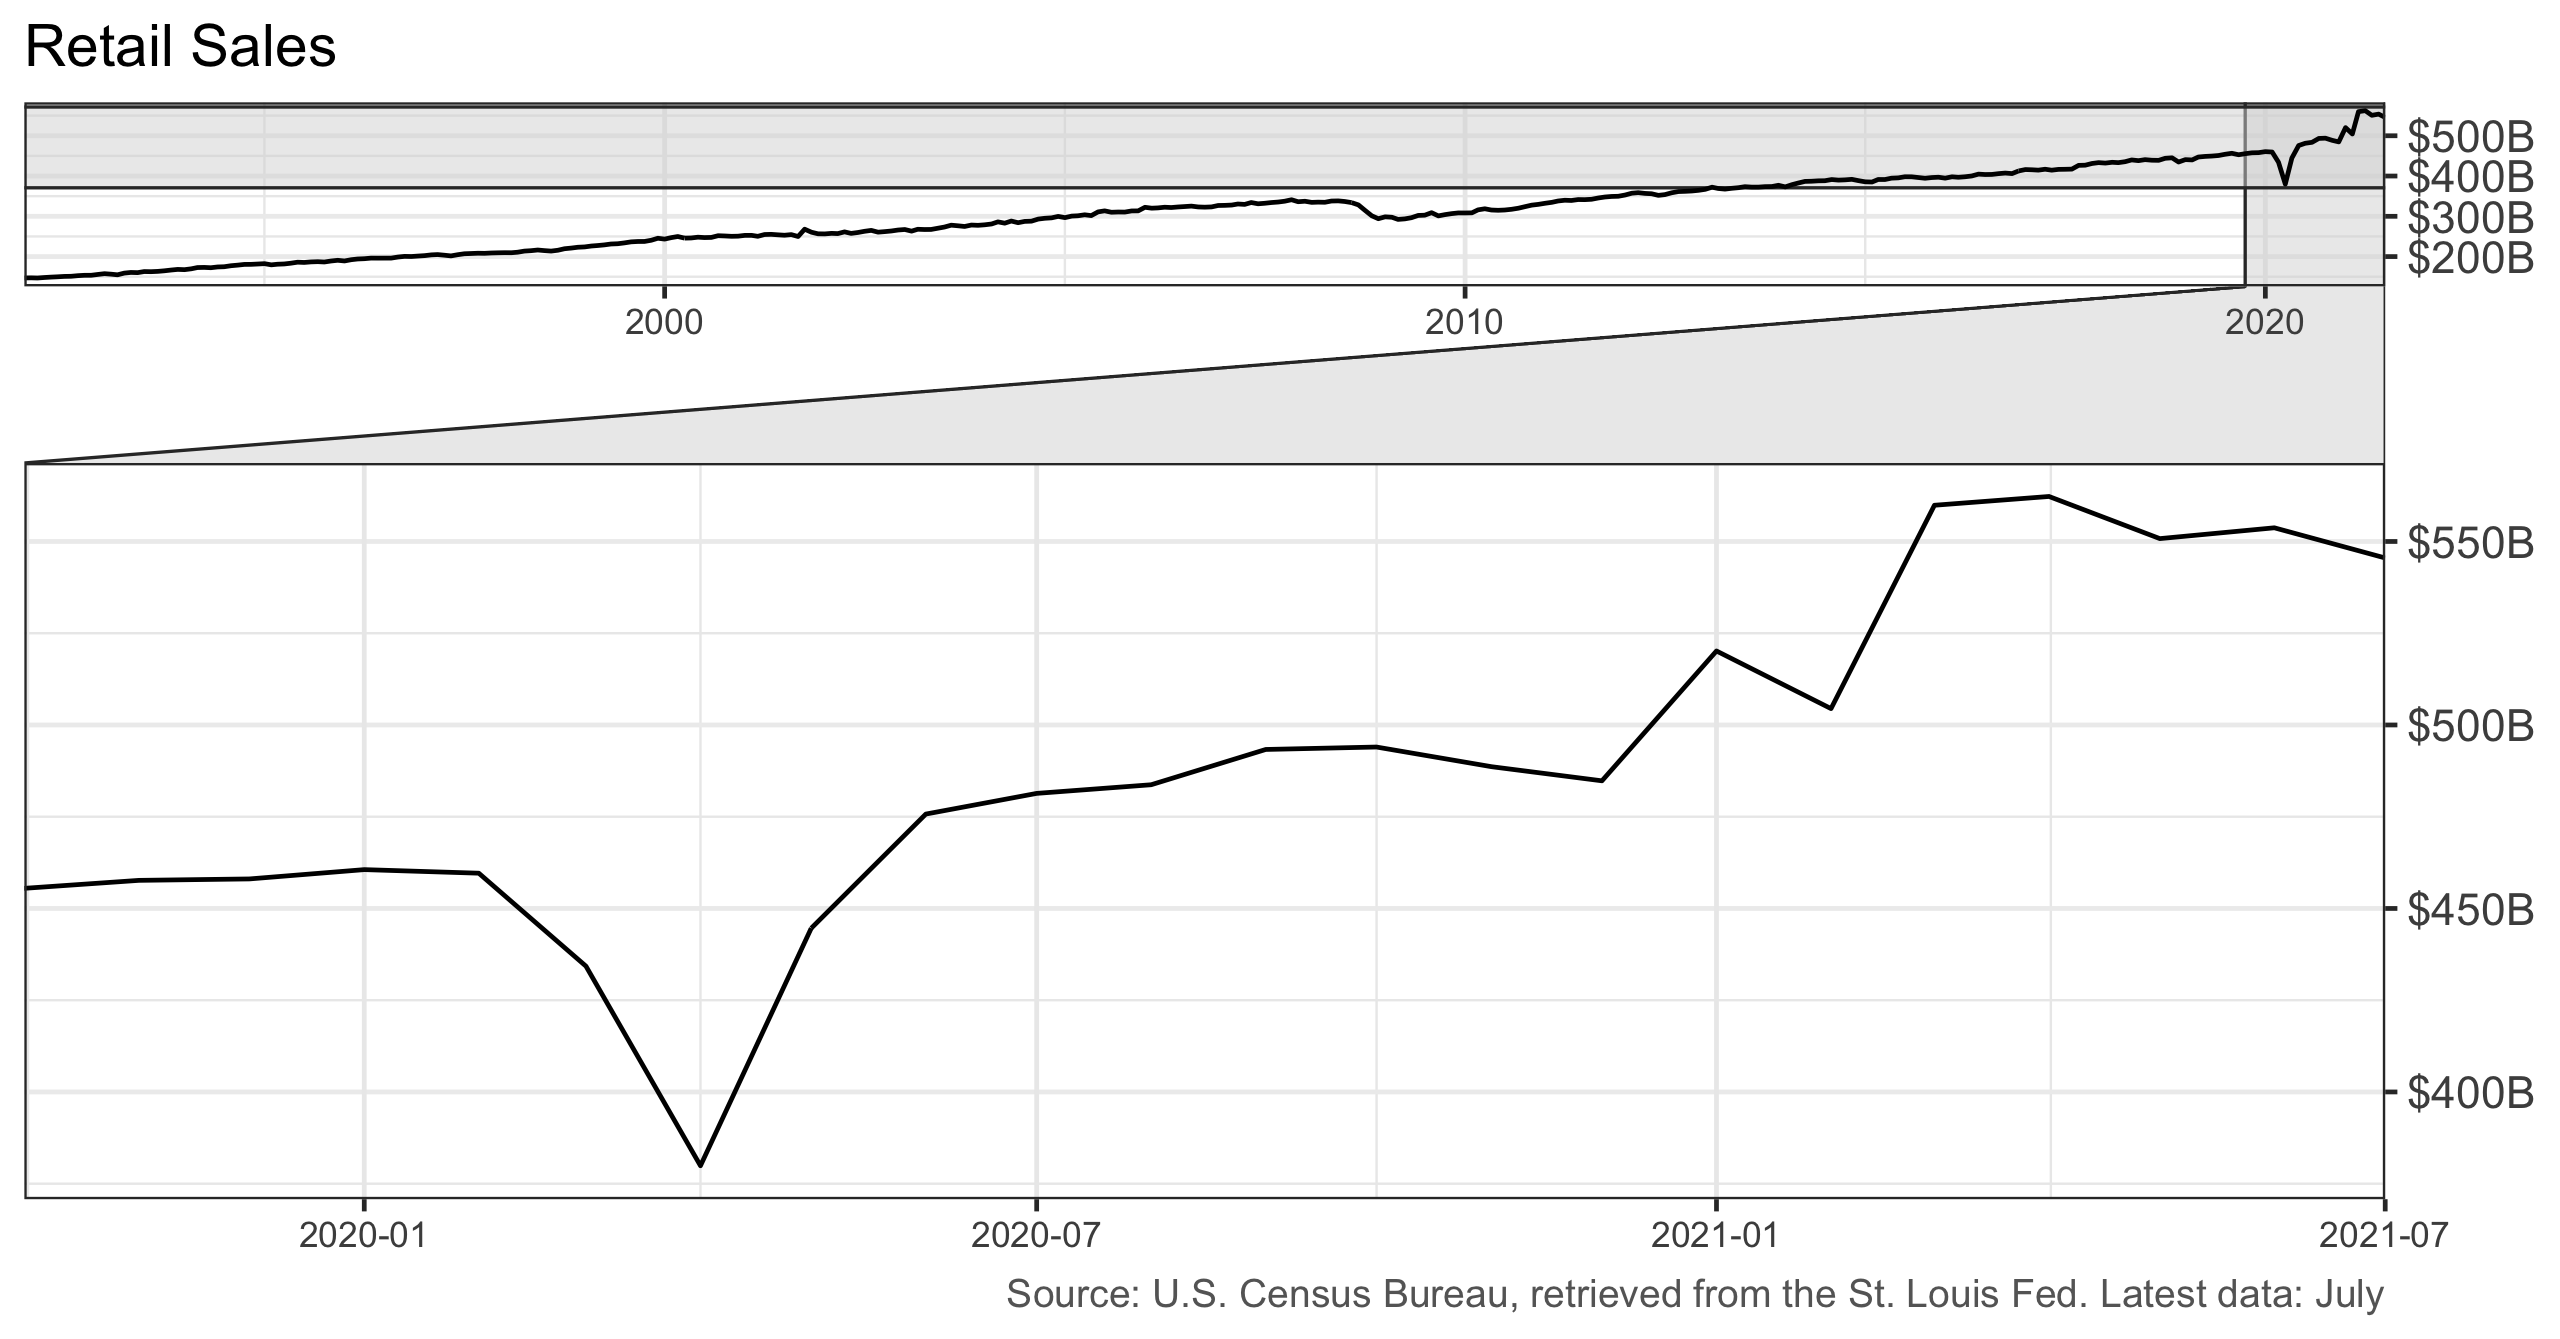 Retail Sales
$500B
$400B
$300B
$200B
2000 2010 2020
$550B
$500B
$450B
$400B
2020-01 2020-07 2021-01 2021-07
Source: U.S. Census Bureau, retrieved from the St. Louis Fed. Latest data: July